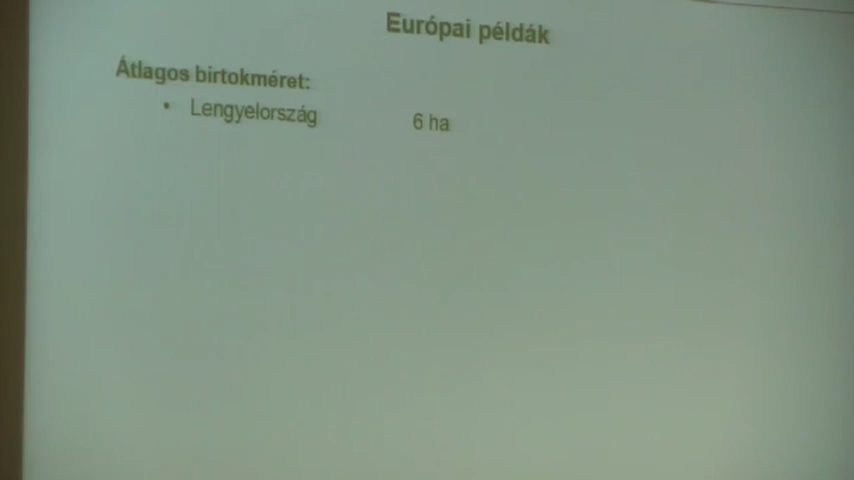 Európai példák
Átlagos birtokméret:
• Lengyelország 6 ha